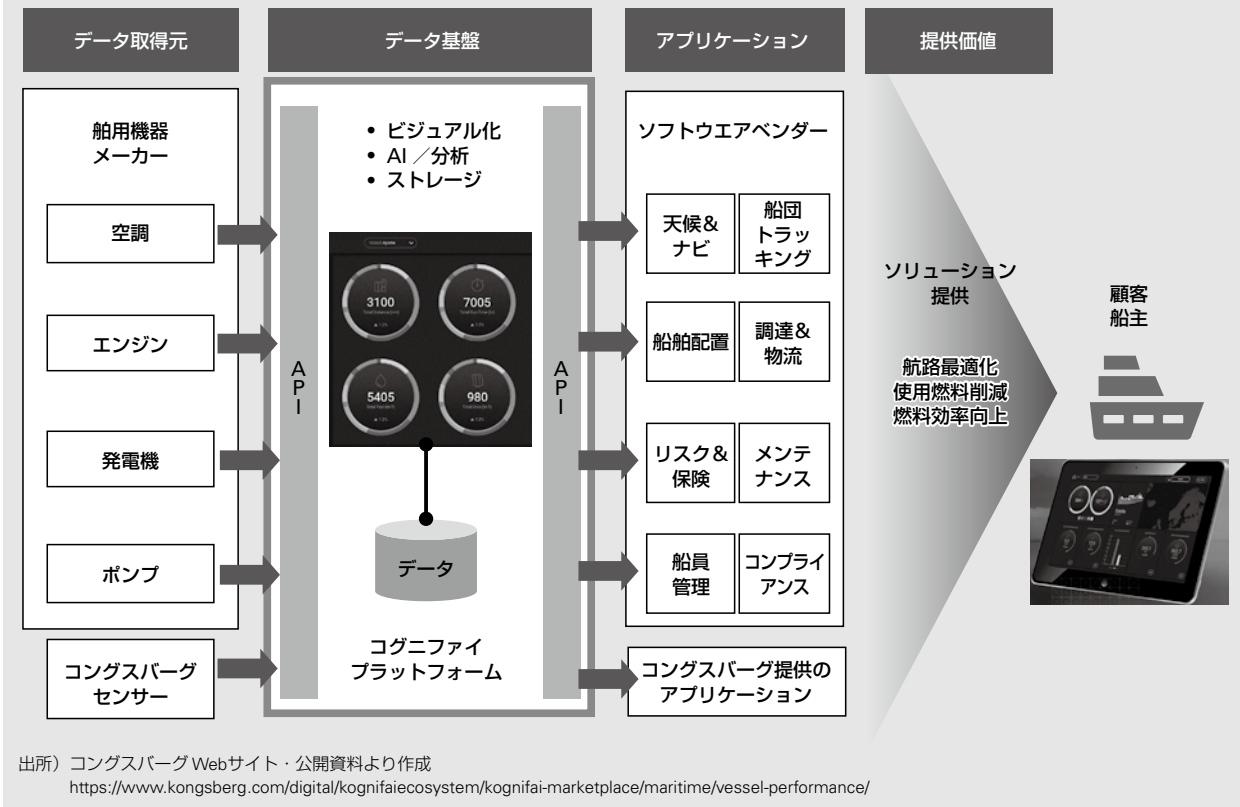 データ取得元
データ基盤
アプリケーション
提供価値
舶用機器
メーカー
空調
エンジン
発電機
ポンプ
コングスバーグ
センサー
API
• ビジュアル化
• AI ／分析
• ストレージ
3100
7005
5405
980
データ
コグニファイ
プラットフォーム
API
ソフトウエアベンダー
天候&
ナビ
船団
トラッ
キング
船舶配置
調達&
物流
リスク&
保険
メンテ
ナンス
船員
管理
コンプライ
アンス
コングスバーグ提供の
アプリケーション
ソリューション
提供
航路最適化
使用燃料削減
燃料効率向上
顧客
船主
出所）コングスバーグWebサイト・公開資料より作成
https://www.kongsberg.com/digital/kognifaiecosystem/kognifai-marketplace/maritime/vessel-performance/